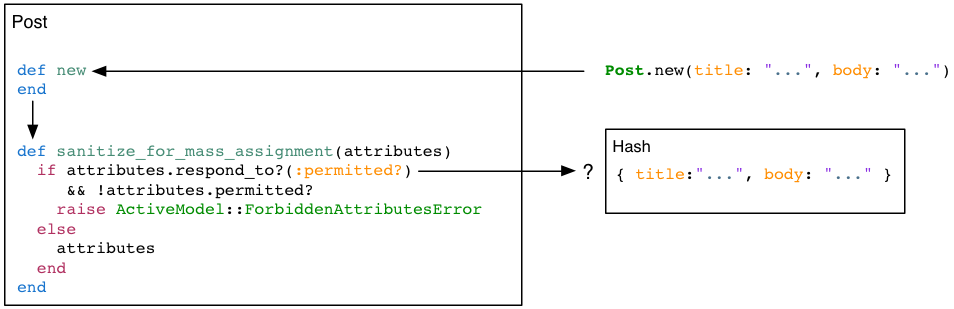 Post
def new
end
def sanitize_for_mass_assignment(attributes)
if attributes.respond_to?(:permitted?)
&& !attributes.permitted?
raise ActiveModel::ForbiddenAttributesError
else
attributes
end
end
Post.new(title: "...", body: "...")
?
Hash
{ title:"...", body: "..." }